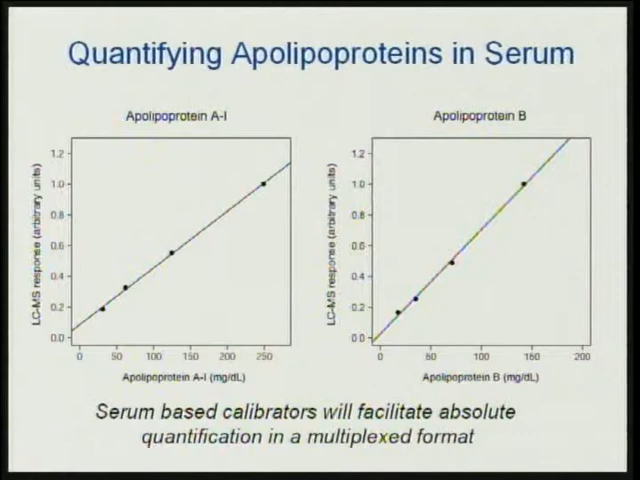 Quantifying Apolipoproteins in Serum
Apolipoprotein A-I
Apolipoprotein B
LC-MS response (arbitrary units)
1.2
1.0
0.8
0.6
0.4
0.2
0.0
0 50 100 150 200 250
Apolipoprotein A-I (mg/dL)
LC-MS response (arbitrary units)
1.2
1.0
0.8
0.6
0.4
0.2
0.0
0 50 100 150 200
Apolipoprotein B (mg/dL)
Serum based calibrators will facilitate absolute
quantification in a multiplexed format